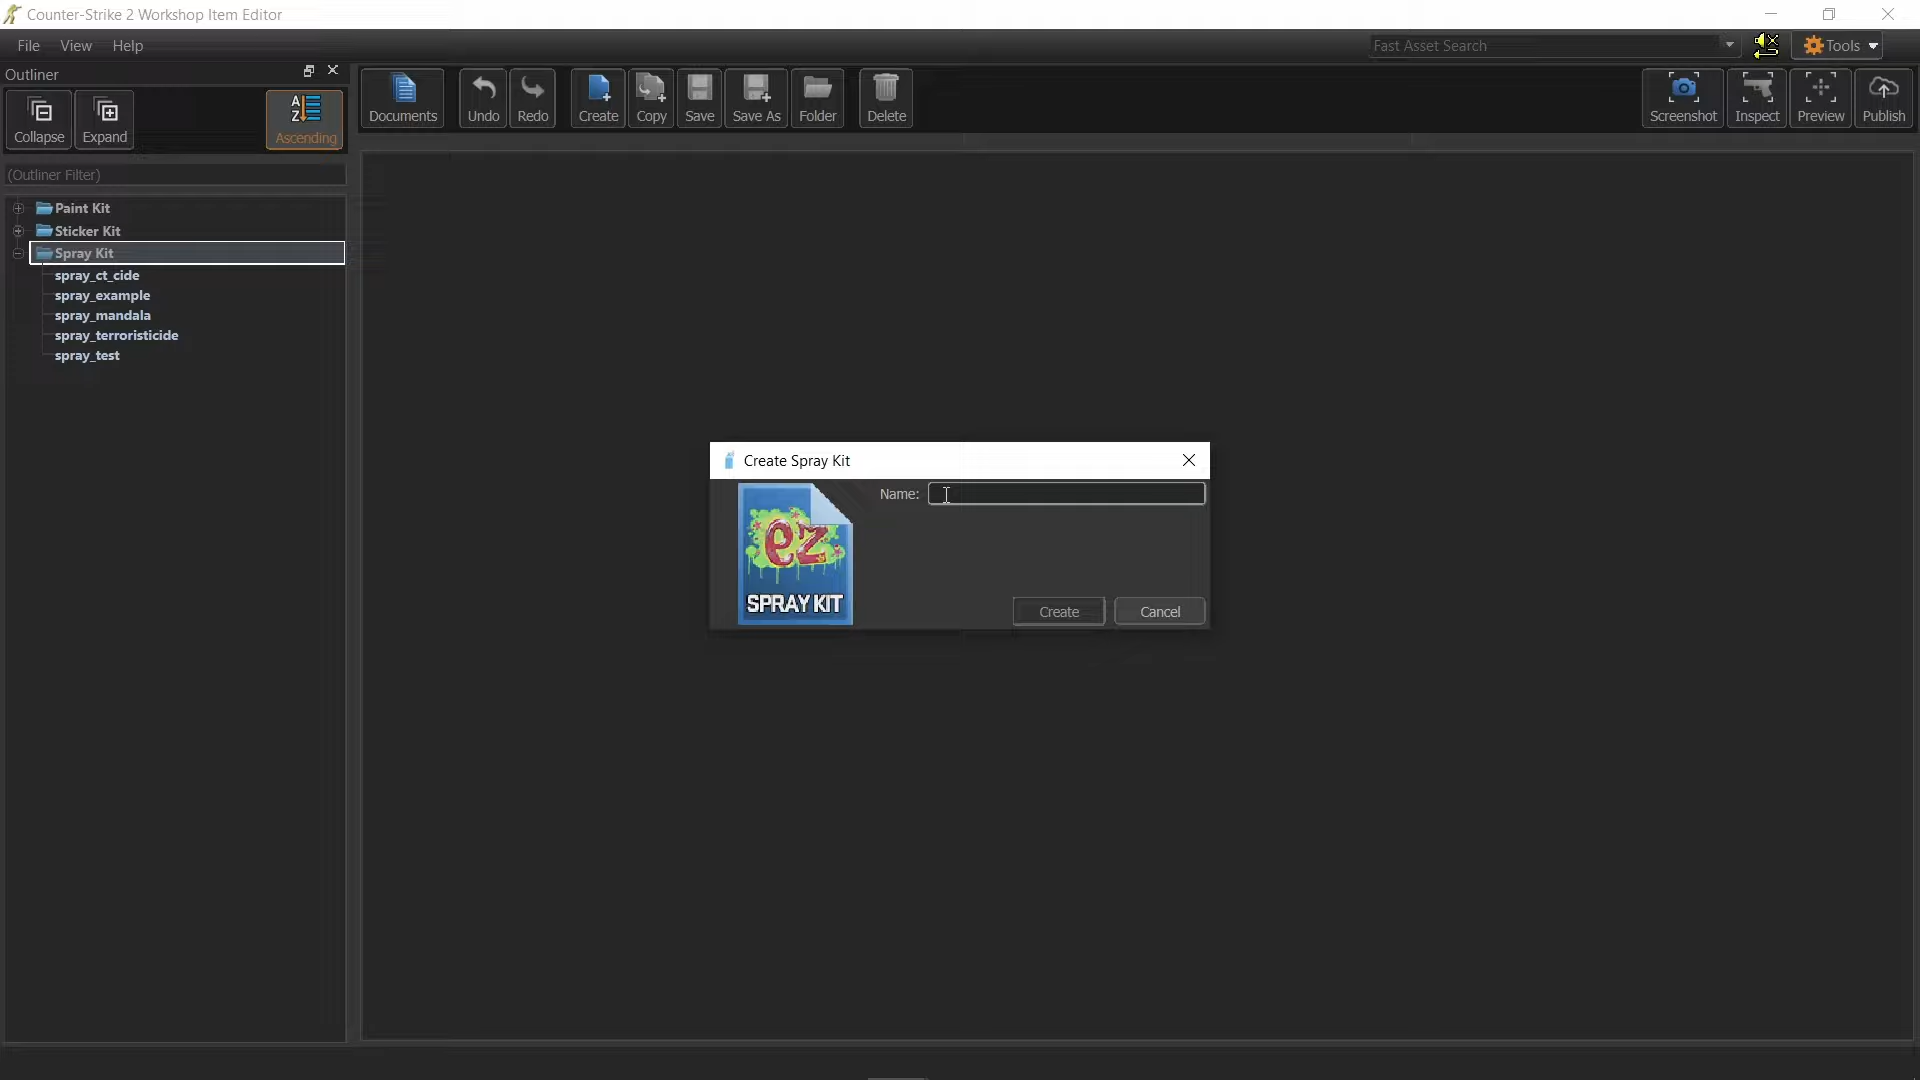 Counter-Strike 2 Workshop Item Editor
File View Help
Fast Asset Search
Tools
Outliner
Collapse Expand
A
Z
Ascending
Documents Undo Redo Create Copy Save Save As Folder Delete
Screenshot Inspect Preview Publish
(Outliner Filter)
Paint Kit
Sticker Kit
Spray Kit
spray_ct_cide
spray_example
spray_mandala
spray_terroristicide
spray_test
Create Spray Kit
Name:
ez
SPRAY KIT
Create Cancel